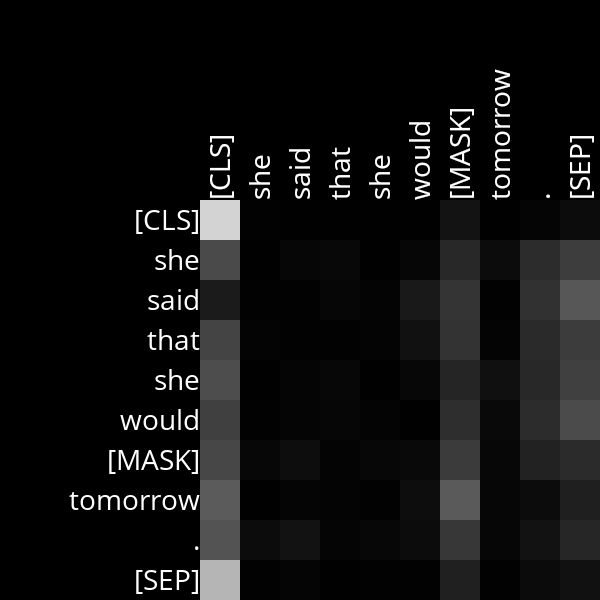 [CLS] she said that she would [MASK] tomorrow . [SEP]
[CLS]
she
said
that
she
would
[MASK]
tomorrow
.
[SEP]